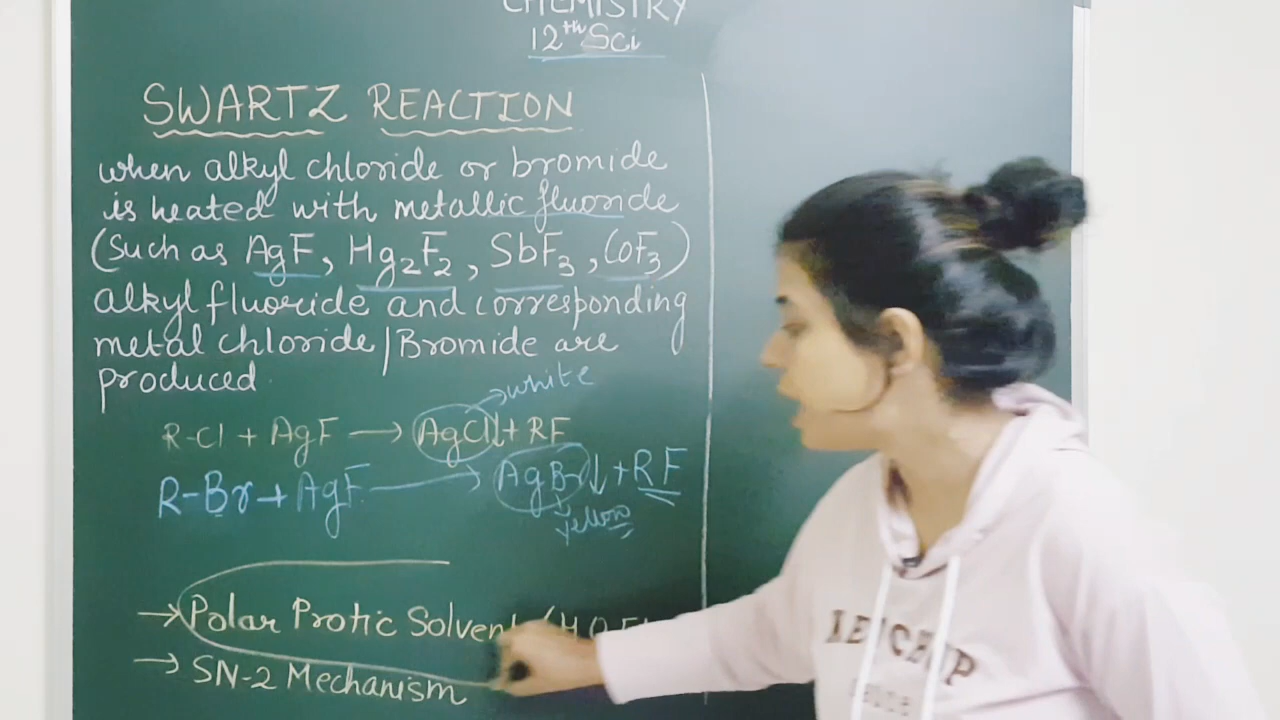 CHEMISTRY
12th Sci
SWARTZ REACTION
when alkyl chloride or bromide
is heated with metallic fluoride
(Such as AgF, Hg2F2, SbF3, CoF3)
alkyl fluoride and corresponding
metal chloride/Bromide are
produced.
white
R-Cl + AgF → AgCl↓ + RF
R-Br + AgF → AgBr↓ + RF
yellow
→ Polar Protic Solvent
→ SN-2 Mechanism